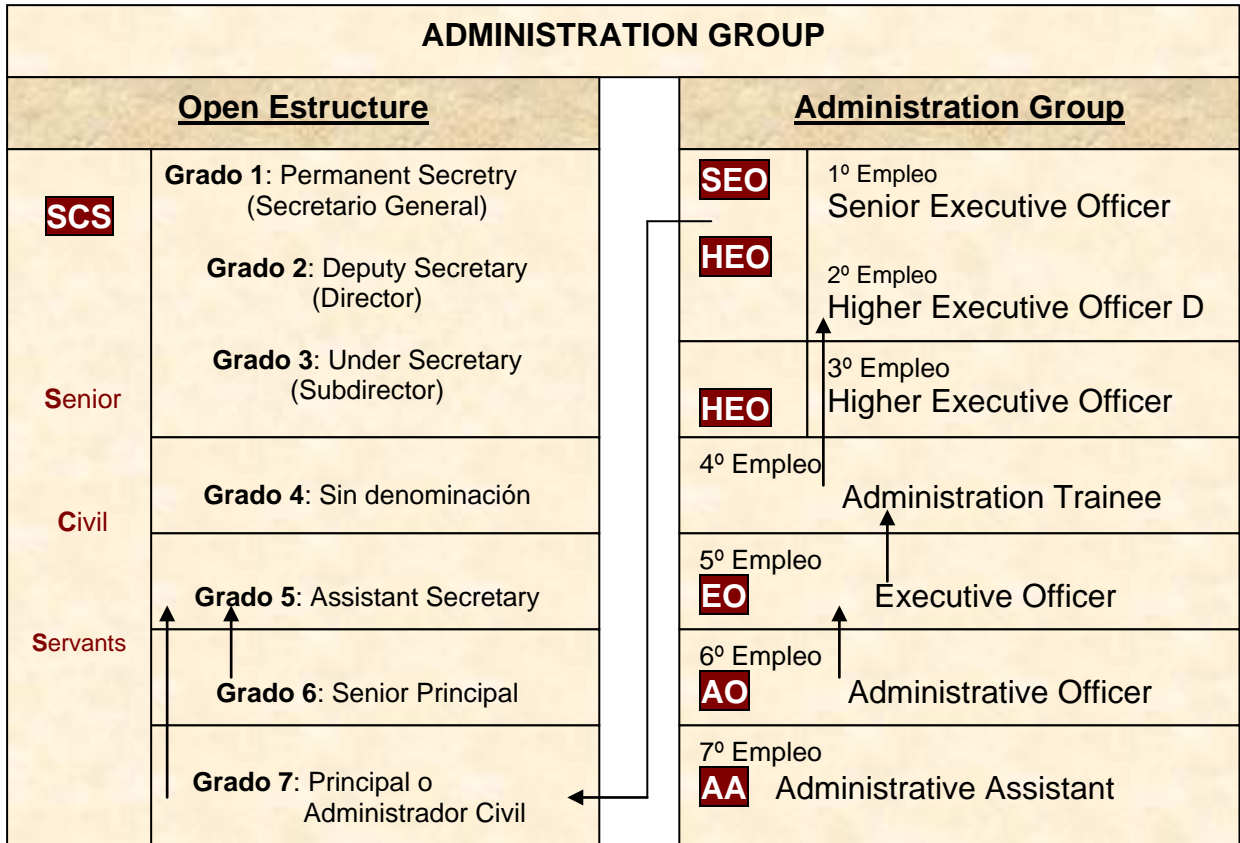 ADMINISTRATION GROUP
Open Estructure
SCS
Senior
Civil
Servants
Grado 1: Permanent Secretry
(Secretario General)
Grado 2: Deputy Secretary
(Director)
Grado 3: Under Secretary
(Subdirector)
Grado 4: Sin denominación
Grado 5: Assistant Secretary
Grado 6: Senior Principal
Grado 7: Principal o
Administrador Civil
Administration Group
SEO
1º Empleo
Senior Executive Officer
HEO
2º Empleo
Higher Executive Officer D
3º Empleo
HEO
Higher Executive Officer
4º Empleo
Administration Trainee
5º Empleo
EO
Executive Officer
6º Empleo
AO
Administrative Officer
7º Empleo
AA
Administrative Assistant